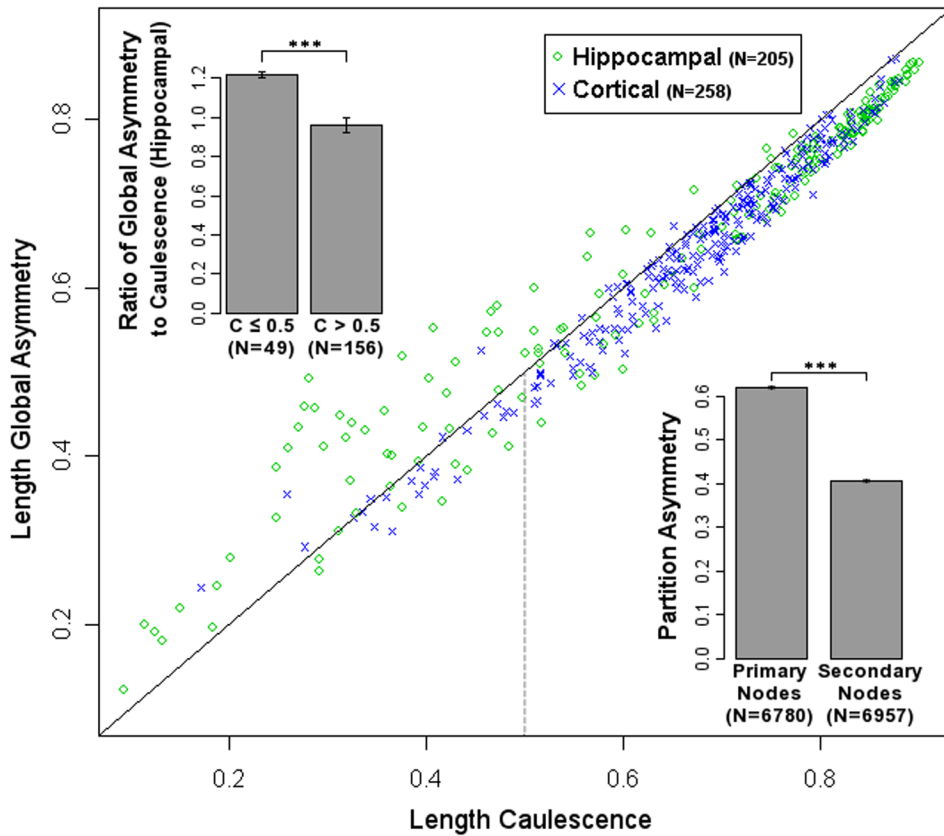 Ratio of Global Asymmetry
to Caulescence (Hippocampal)
0.0 0.2 0.4 0.6 0.8 1.0 1.2
***
C ≤ 0.5
(N=49)
C > 0.5
(N=156)
Hippocampal (N=205)
Cortical (N=258)
Length Global Asymmetry
0.2 0.4 0.6 0.8
Partition Asymmetry
0.0 0.1 0.2 0.3 0.4 0.5 0.6
***
Primary
Nodes
(N=6780)
Secondary
Nodes
(N=6957)
0.2 0.4 0.6 0.8
Length Caulescence